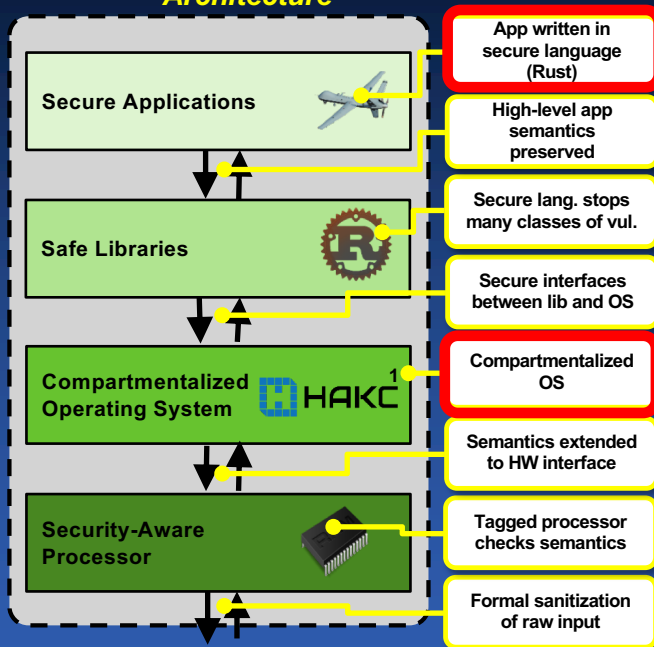 Architecture
App written in
secure language
(Rust)
Secure Applications
High-level app
semantics
preserved
Secure lang. stops
many classes of vul.
Safe Libraries
R
Secure interfaces
between lib and OS
Compartmentalized
Operating System
HAKC
1
Compartmentalized
OS
Semantics extended
to HW interface
Security-Aware
Processor
Tagged processor
checks semantics
Formal sanitization
of raw input